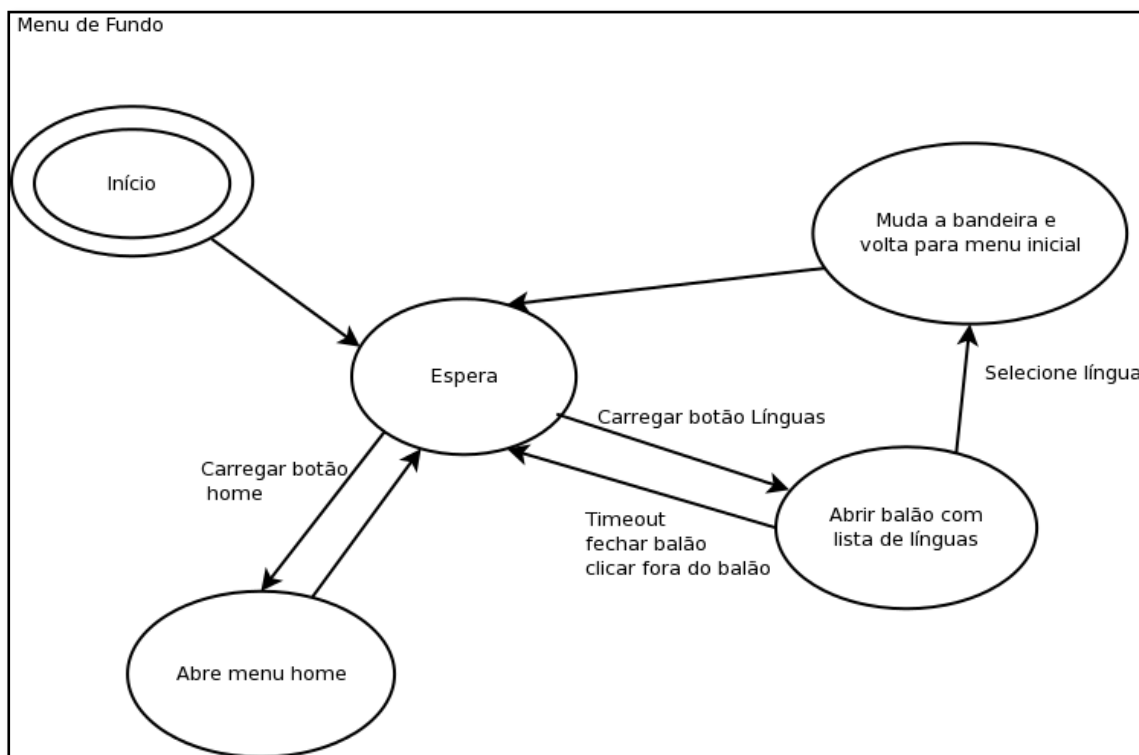 Menu de Fundo
Início
Muda a bandeira e
volta para menu inicial
Espera
Selecione língua
Carregar botão Línguas
Carregar botão
home
Timeout
fechar balão
clicar fora do balão
Abrir balão com
lista de línguas
Abre menu home